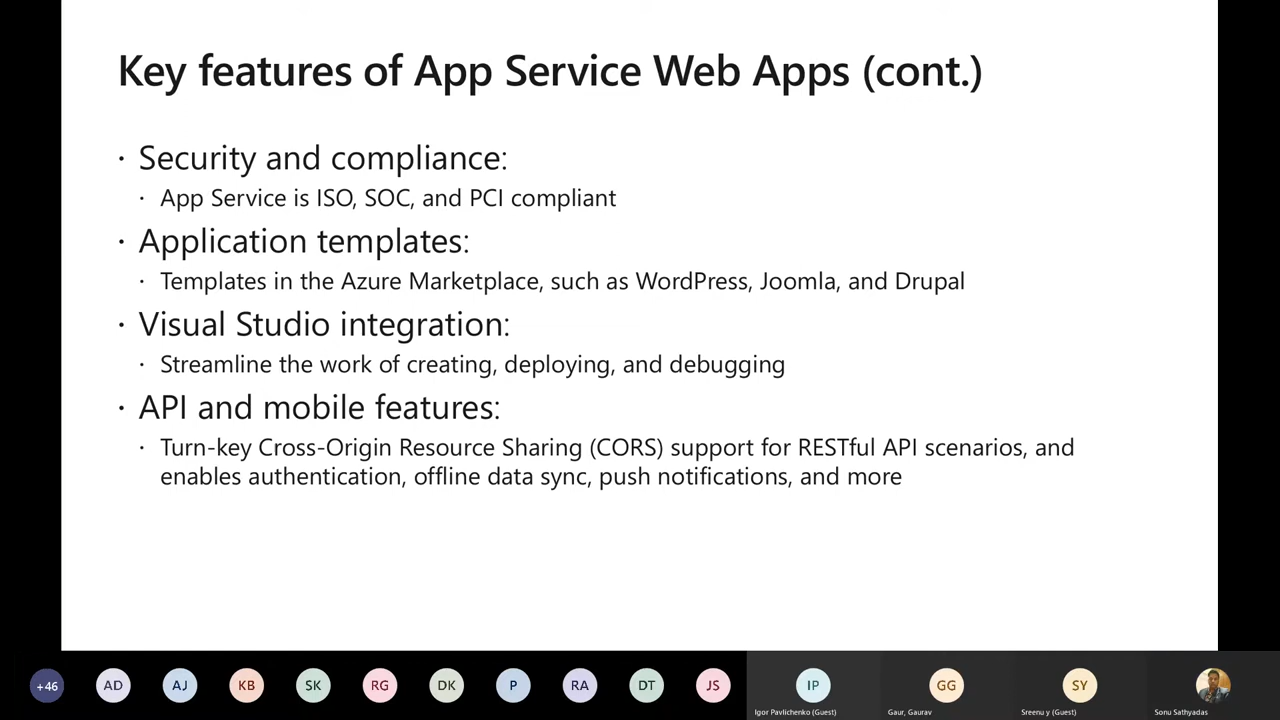 Key features of App Service Web Apps (cont.)
· Security and compliance:
· App Service is ISO, SOC, and PCI compliant
· Application templates:
· Templates in the Azure Marketplace, such as WordPress, Joomla, and Drupal
· Visual Studio integration:
· Streamline the work of creating, deploying, and debugging
· API and mobile features:
· Turn-key Cross-Origin Resource Sharing (CORS) support for RESTful API scenarios, and
enables authentication, offline data sync, push notifications, and more
+46 AD AJ KB SK RG DK P RA DT JS IP GG SY
Igor Pavlichenko (Guest) Gaur, Gaurav Sreenu y (Guest) Sonu Sathyadas